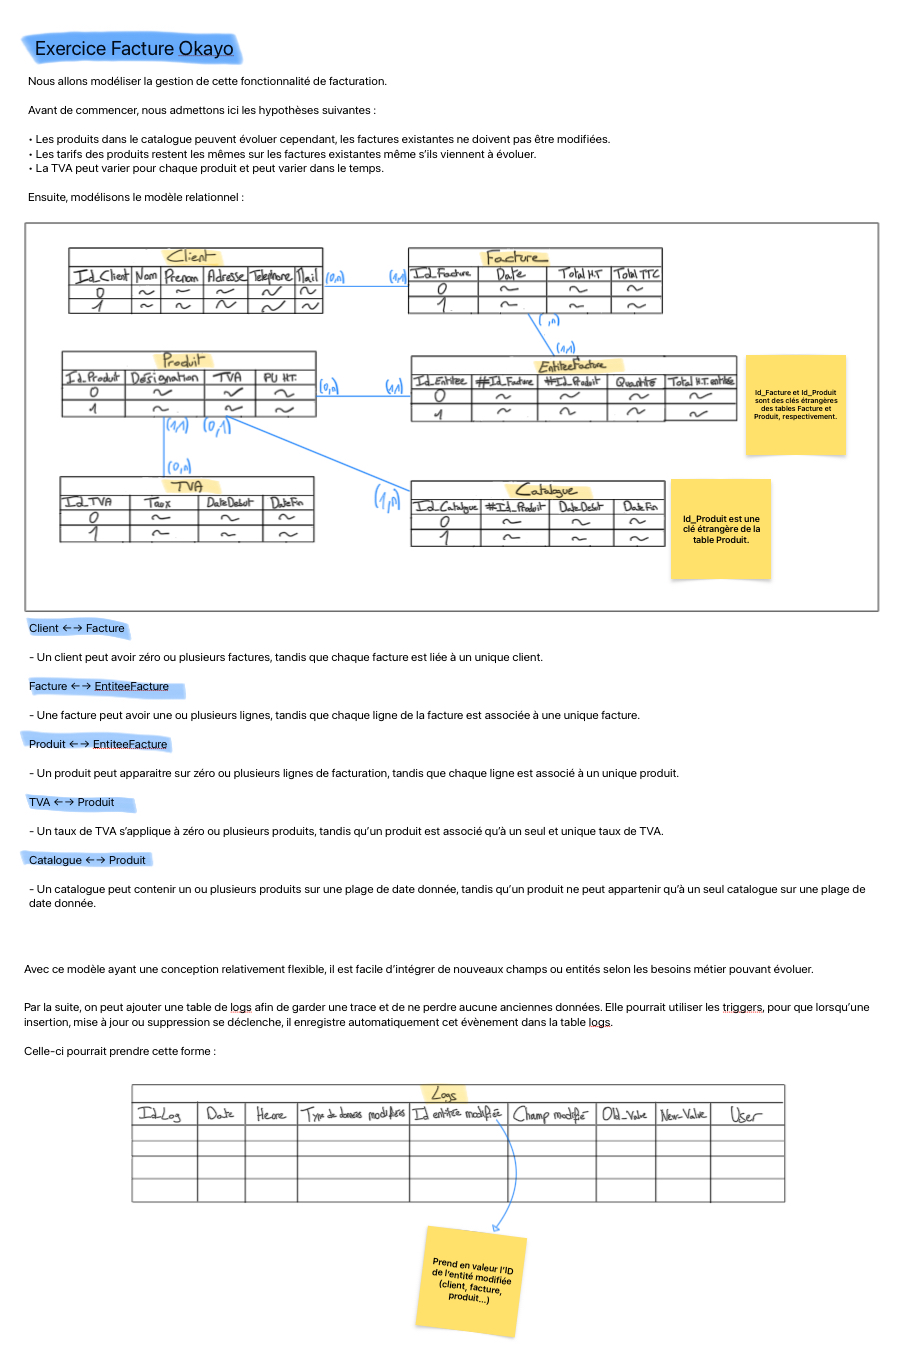 Exercice Facture Okayo
Nous allons modéliser la gestion de cette fonctionnalité de facturation.
Avant de commencer, nous admettons ici les hypothèses suivantes :
• Les produits dans le catalogue peuvent évoluer cependant, les factures existantes ne doivent pas être modifiées.
• Les tarifs des produits restent les mêmes sur les factures existantes même s'ils viennent à évoluer.
• La TVA peut varier pour chaque produit et peut varier dans le temps.
Ensuite, modélisons le modèle relationnel :
Client
Id_Client Nom Prenom Adresse Telephone Mail
0 ~ ~ ~ ~ ~
1 ~ ~ ~ ~ ~
(0,n) (1,1)
Facture
Id_Facture Date Total HT Total TTC
0 ~ ~ ~
1 ~ ~ ~
(1,n)
(1,1)
Produit
Id_Produit Désignation TVA PU HT.
0 ~ ~ ~
1 ~ ~ ~
(0,n) (1,1)
EntiteeFacture
Id_Entitee #Id_Facture #Id_Produit Quantité Total H.T. entitée
0 ~ ~ ~ ~
1 ~ ~ ~ ~
Id_Facture et Id_Produit
sont des clés étrangères
des tables Facture et
Produit, respectivement.
(1,1) (0,1)
(0,n)
(1,n)
TVA
Id_TVA Taux DateDebut DateFin
0 ~ ~ ~
1 ~ ~ ~
Catalogue
Id_Catalogue #Id_Produit DateDebut DateFin
0 ~ ~ ~
1 ~ ~ ~
Id_Produit est une
clé étrangère de la
table Produit.
Client <-> Facture
- Un client peut avoir zéro ou plusieurs factures, tandis que chaque facture est liée à un unique client.
Facture <-> EntiteeFacture
- Une facture peut avoir une ou plusieurs lignes, tandis que chaque ligne de la facture est associée à une unique facture.
Produit <-> EntiteeFacture
- Un produit peut apparaitre sur zéro ou plusieurs lignes de facturation, tandis que chaque ligne est associé à un unique produit.
TVA <-> Produit
- Un taux de TVA s'applique à zéro ou plusieurs produits, tandis qu'un produit est associé qu'à un seul et unique taux de TVA.
Catalogue <-> Produit
- Un catalogue peut contenir un ou plusieurs produits sur une plage de date donnée, tandis qu'un produit ne peut appartenir qu'à un seul catalogue sur une plage de
date donnée.
Avec ce modèle ayant une conception relativement flexible, il est facile d'intégrer de nouveaux champs ou entités selon les besoins métier pouvant évoluer.
Par la suite, on peut ajouter une table de logs afin de garder une trace et de ne perdre aucune anciennes données. Elle pourrait utiliser les triggers, pour que lorsqu'une
insertion, mise à jour ou suppression se déclenche, il enregistre automatiquement cet évènement dans la table logs.
Celle-ci pourrait prendre cette forme :
Logs
Id_Log Date Heure Type de données modifiées Id entitée modifiée Champ modifié Old_Value New_Value User
Prend en valeur l'ID
de l'entité modifiée
(client, facture,
produit...)